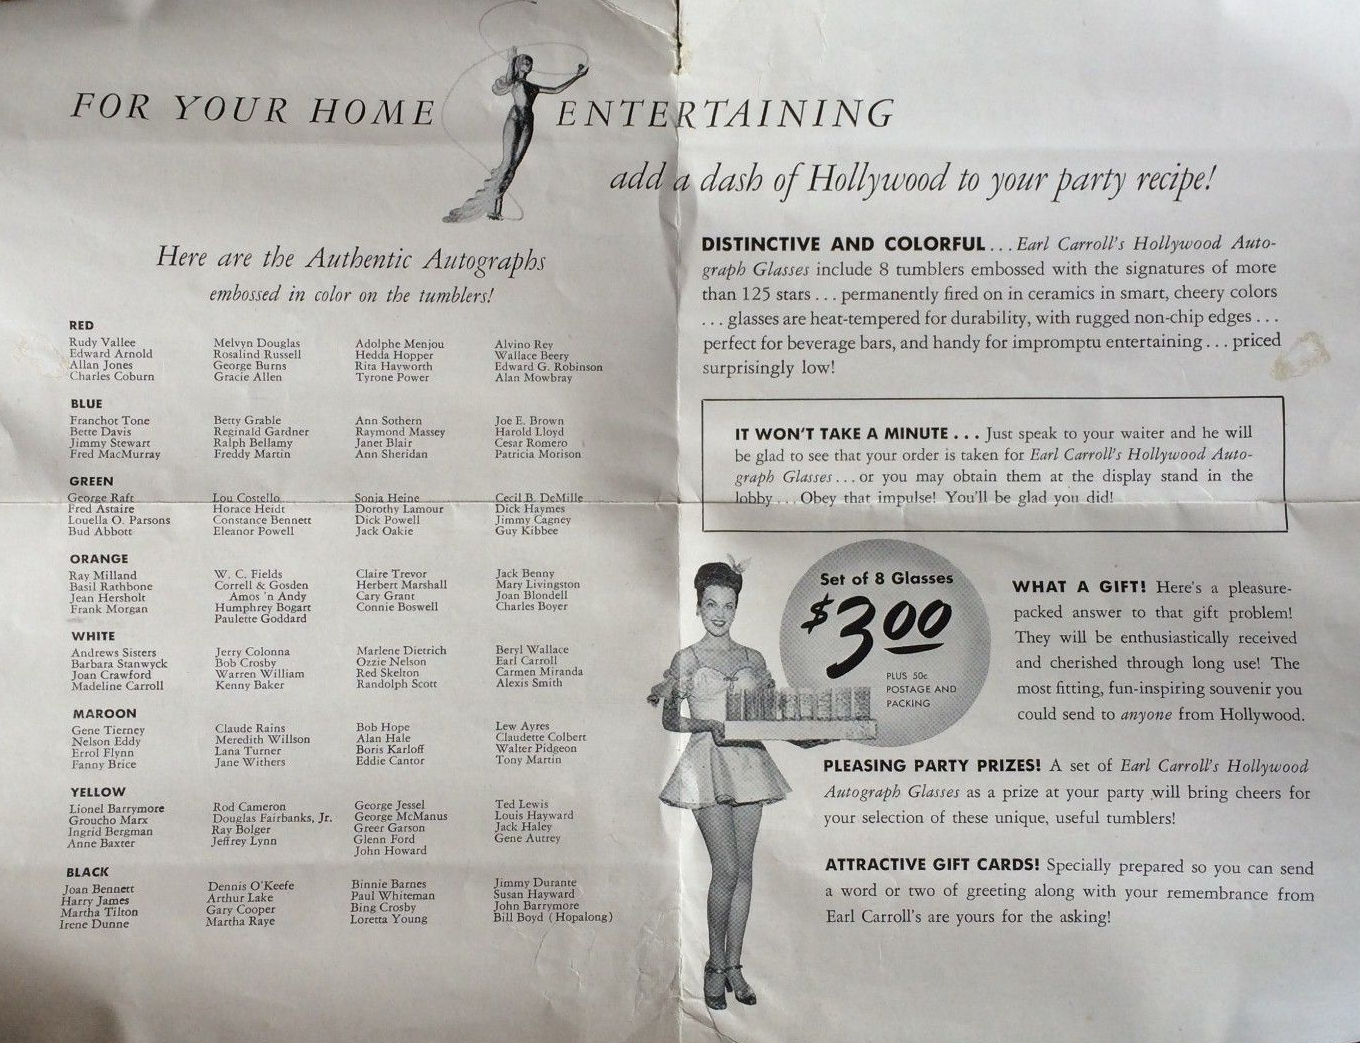 FOR YOUR HOME ENTERTAINING
add a dash of Hollywood to your party recipe!
Here are the Authentic Autographs
embossed in color on the tumblers!
RED
Rudy Vallee Melvyn Douglas Adolphe Menjou Alvino Rey
Edward Arnold Rosalind Russell Hedda Hopper Wallace Beery
Allan Jones George Burns Rita Hayworth Edward G. Robinson
Charles Coburn Gracie Allen Tyrone Power Alan Mowbray
BLUE
Franchot Tone Betty Grable Ann Sothern Joe E. Brown
Bette Davis Reginald Gardner Raymond Massey Harold Lloyd
Jimmy Stewart Ralph Bellamy Janet Blair Cesar Romero
Fred MacMurray Freddy Martin Ann Sheridan Patricia Morison
GREEN
George Raft Lou Costello Sonja Heine Cecil B. DeMille
Fred Astaire Horace Heidt Dorothy Lamour Dick Haymes
Louella O. Parsons Constance Bennett Dick Powell Jimmy Cagney
Bud Abbott Eleanor Powell Jack Oakie Guy Kibbee
ORANGE
Ray Milland W. C. Fields Claire Trevor Jack Benny
Basil Rathbone Correll & Gosden Herbert Marshall Mary Livingston
Jean Hersholt Amos 'n Andy Cary Grant Joan Blondell
Frank Morgan Humphrey Bogart Connie Boswell Charles Boyer
Paulette Goddard
WHITE
Andrews Sisters Jerry Colonna Marlene Dietrich Beryl Wallace
Barbara Stanwyck Bob Crosby Ozzie Nelson Earl Carroll
Joan Crawford Warren William Red Skelton Carmen Miranda
Madeline Carroll Kenny Baker Randolph Scott Alexis Smith
MAROON
Gene Tierney Claude Rains Bob Hope Lew Ayres
Nelson Eddy Meredith Willson Alan Hale Claudette Colbert
Errol Flynn Lana Turner Boris Karloff Walter Pidgeon
Fanny Brice Jane Withers Eddie Cantor Tony Martin
YELLOW
Lionel Barrymore Rod Cameron George Jessel Ted Lewis
Groucho Marx Douglas Fairbanks, Jr. George McManus Louis Hayward
Ingrid Bergman Ray Bolger Greer Garson Jack Haley
Anne Baxter Jeffrey Lynn Glenn Ford Gene Autrey
John Howard
BLACK
Joan Bennett Dennis O'Keefe Binnie Barnes Jimmy Durante
Harry James Arthur Lake Paul Whiteman Susan Hayward
Martha Tilton Gary Cooper Bing Crosby John Barrymore
Irene Dunne Martha Raye Loretta Young Bill Boyd (Hopalong)
DISTINCTIVE AND COLORFUL . . . Earl Carroll's Hollywood Auto-
graph Glasses include 8 tumblers embossed with the signatures of more
than 125 stars . . . permanently fired on in ceramics in smart, cheery colors
. . . glasses are heat-tempered for durability, with rugged non-chip edges . . .
perfect for beverage bars, and handy for impromptu entertaining . . . priced
surprisingly low!
IT WON'T TAKE A MINUTE . . . Just speak to your waiter and he will
be glad to see that your order is taken for Earl Carroll's Hollywood Auto-
graph Glasses . . . or you may obtain them at the display stand in the
lobby . . . Obey that impulse! You'll be glad you did!
Set of 8 Glasses
$3.00
PLUS 50c
POSTAGE AND
PACKING
WHAT A GIFT! Here's a pleasure-
packed answer to that gift problem!
They will be enthusiastically received
and cherished through long use! The
most fitting, fun-inspiring souvenir you
could send to anyone from Hollywood.
PLEASING PARTY PRIZES! A set of Earl Carroll's Hollywood
Autograph Glasses as a prize at your party will bring cheers for
your selection of these unique, useful tumblers!
ATTRACTIVE GIFT CARDS! Specially prepared so you can send
a word or two of greeting along with your remembrance from
Earl Carroll's are yours for the asking!